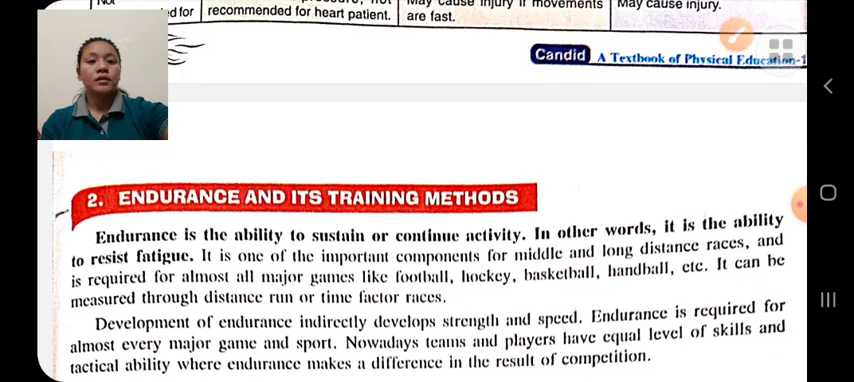 Not
ed for
recommended for heart patient.
May cause injury if movements
are fast.
May cause injury.
Candid A Textbook of Physical Education-1
2. ENDURANCE AND ITS TRAINING METHODS
Endurance is the ability to sustain or continue activity. In other words, it is the ability
to resist fatigue. It is one of the important components for middle and long distance races, and
is required for almost all major games like football, hockey, basketball, handball, etc. It can be
measured through distance run or time factor races.
Development of endurance indirectly develops strength and speed. Endurance is required for
almost every major game and sport. Nowadays teams and players have equal level of skills and
tactical ability where endurance makes a difference in the result of competition.